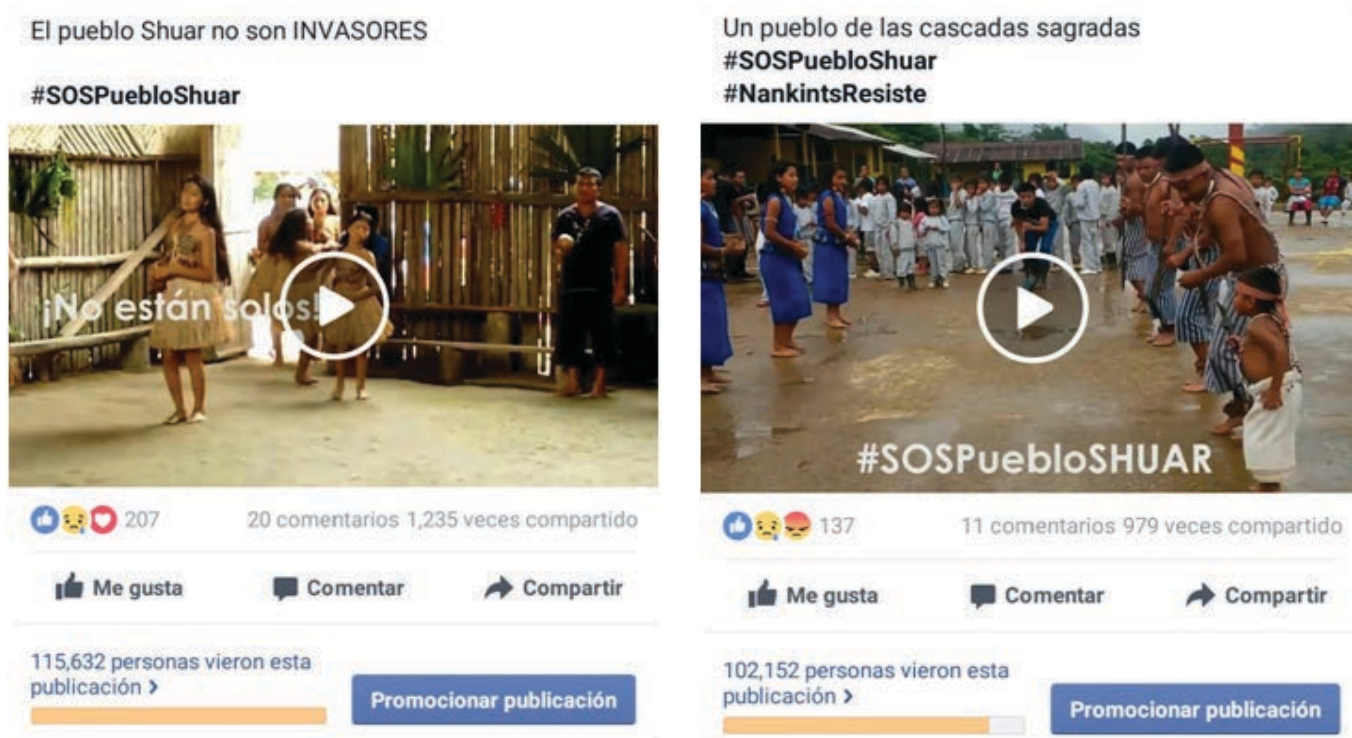 El pueblo Shuar no son INVASORES
#SOSPuebloShuar
¡No están solos!
207
20 comentarios 1,235 veces compartido
Me gusta
Comentar
Compartir
115,632 personas vieron esta
publicación >
Promocionar publicación
Un pueblo de las cascadas sagradas
#SOSPuebloShuar
#NankintsResiste
#SOSPuebloSHUAR
137
11 comentarios 979 veces compartido
Me gusta
Comentar
Compartir
102,152 personas vieron esta
publicación >
Promocionar publicación